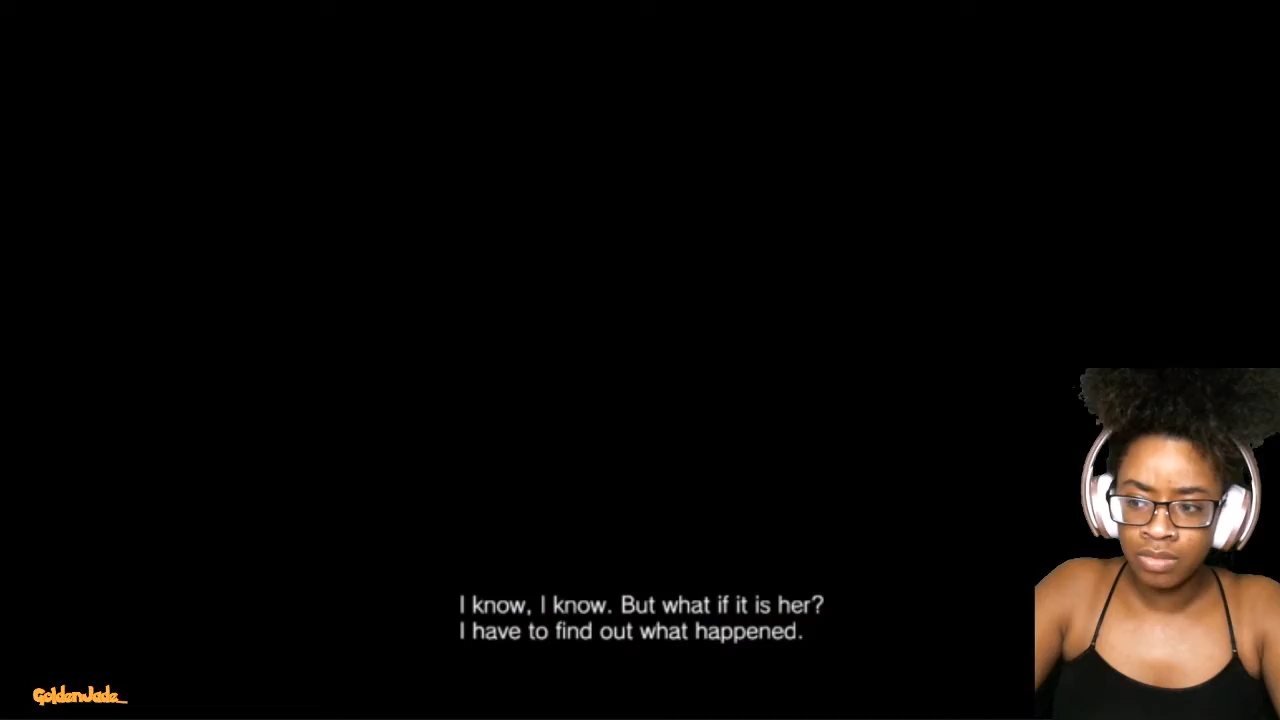 I know, I know. But what if it is her?
I have to find out what happened.
GoldenJade_